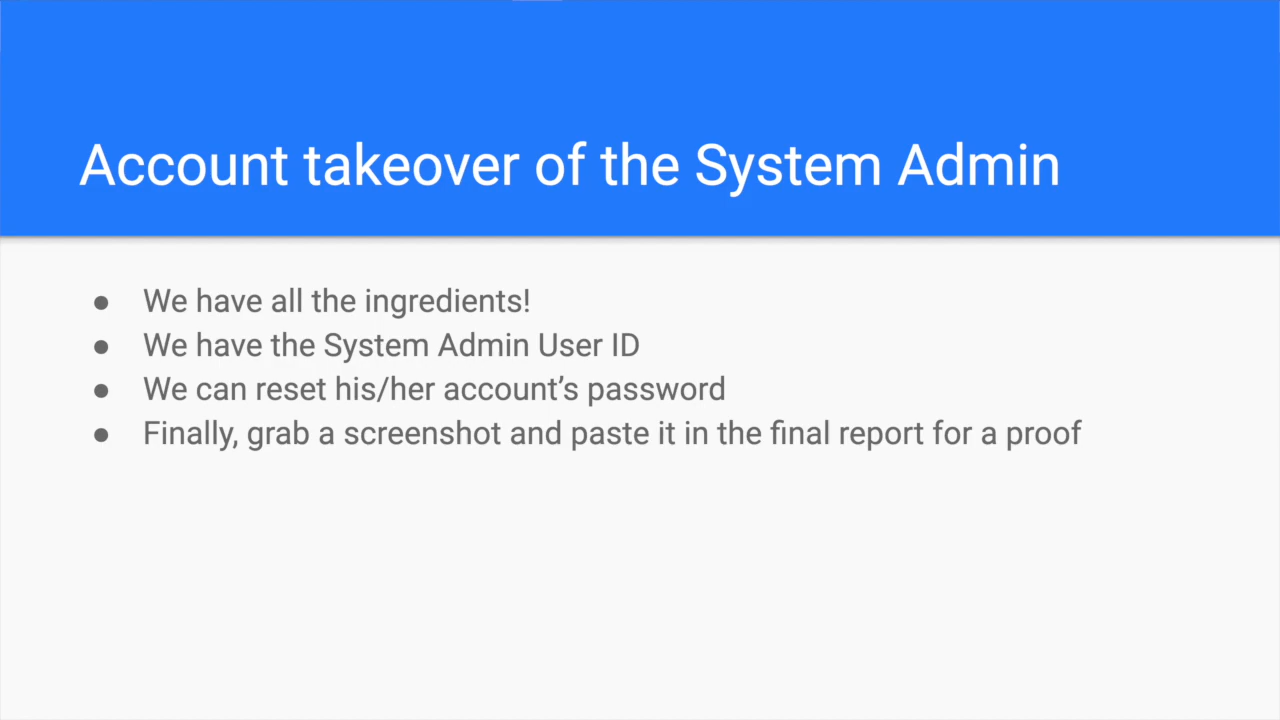 Account takeover of the System Admin
● We have all the ingredients!
● We have the System Admin User ID
● We can reset his/her account’s password
● Finally, grab a screenshot and paste it in the final report for a proof